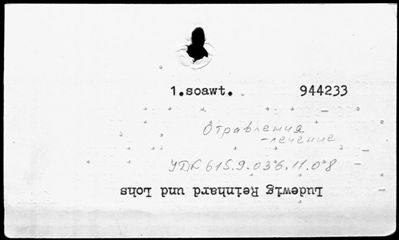 1.soawt. 944233
Отравления
-лечение
УДК 615.9.036.11.08
Ludewig Reinhard und Lohs